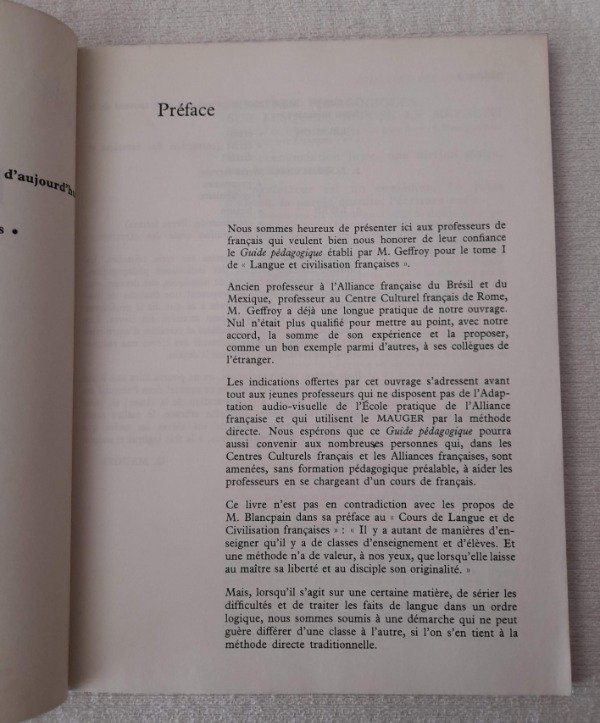 d'aujourd'hu
s •
Préface
Nous sommes heureux de présenter ici aux professeurs de
français qui veulent bien nous honorer de leur confiance
le Guide pédagogique établi par M. Geffroy pour le tome I
de « Langue et civilisation françaises ».
Ancien professeur à l'Alliance française du Brésil et du
Mexique, professeur au Centre Culturel français de Rome,
M. Geffroy a déjà une longue pratique de notre ouvrage.
Nul n'était plus qualifié pour mettre au point, avec notre
accord, la somme de son expérience et la proposer,
comme un bon exemple parmi d'autres, à ses collègues de
l'étranger.
Les indications offertes par cet ouvrage s'adressent avant
tout aux jeunes professeurs qui ne disposent pas de l'Adap-
tation audio-visuelle de l'École pratique de l'Alliance
française et qui utilisent le MAUGER par la méthode
directe. Nous espérons que ce Guide pédagogique pourra
aussi convenir aux nombreuses personnes qui, dans les
Centres Culturels français et les Alliances françaises, sont
amenées, sans formation pédagogique préalable, à aider les
professeurs en se chargeant d'un cours de français.
Ce livre n'est pas en contradiction avec les propos de
M. Blancpain dans sa préface au « Cours de Langue et de
Civilisation françaises » : « Il y a autant de manières d'en-
seigner qu'il y a de classes d'enseignement et d'élèves. Et
une méthode n'a de valeur, à nos yeux, que lorsqu'elle laisse
au maître sa liberté et au disciple son originalité. »
Mais, lorsqu'il s'agit sur une certaine matière, de sérier les
difficultés et de traiter les faits de langue dans un ordre
logique, nous sommes soumis à une démarche qui ne peut
guère différer d'une classe à l'autre, si l'on s'en tient à la
méthode directe traditionnelle.